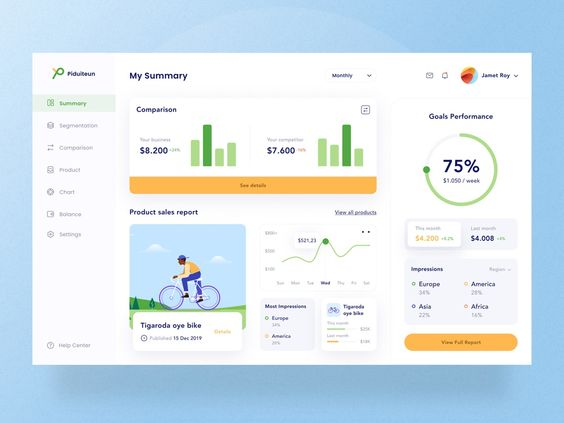 Piduiteun
My Summary
Monthly
Jamet Roy
Summary
Segmentation
Comparison
Product
Chart
Balance
Settings
Help Center
Comparison
Your business
$8.200 +24%
Your competitor
$7.600 -16%
See details
Product sales report
View all products
Tigaroda oye bike
Published 15 Dec 2019
Details
$800+
$500
$100
$521,23
Sun Mon Tue Wed Thu Fri Sat
Most Impressions
Europe
34%
America
28%
Tigaroda
oye bike
This month
$25K
Last month
$18K
Goals Performance
75%
$1.050 / week
This month
$4.200 +8.2%
Last month
$4.008 +4%
Impressions
Region
Europe
34%
America
28%
Asia
22%
Africa
16%
View Full Report